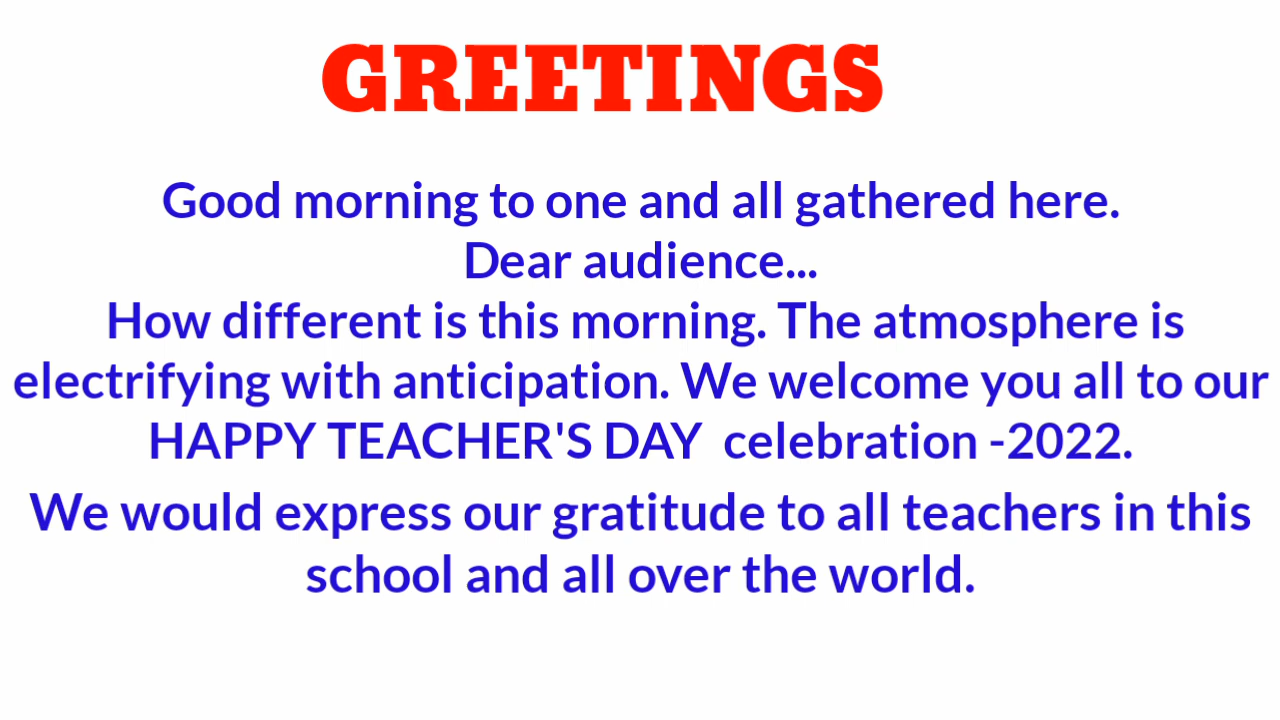 GREETINGS
Good morning to one and all gathered here.
Dear audience...
How different is this morning. The atmosphere is
electrifying with anticipation. We welcome you all to our
HAPPY TEACHER'S DAY  celebration -2022.
We would express our gratitude to all teachers in this
school and all over the world.